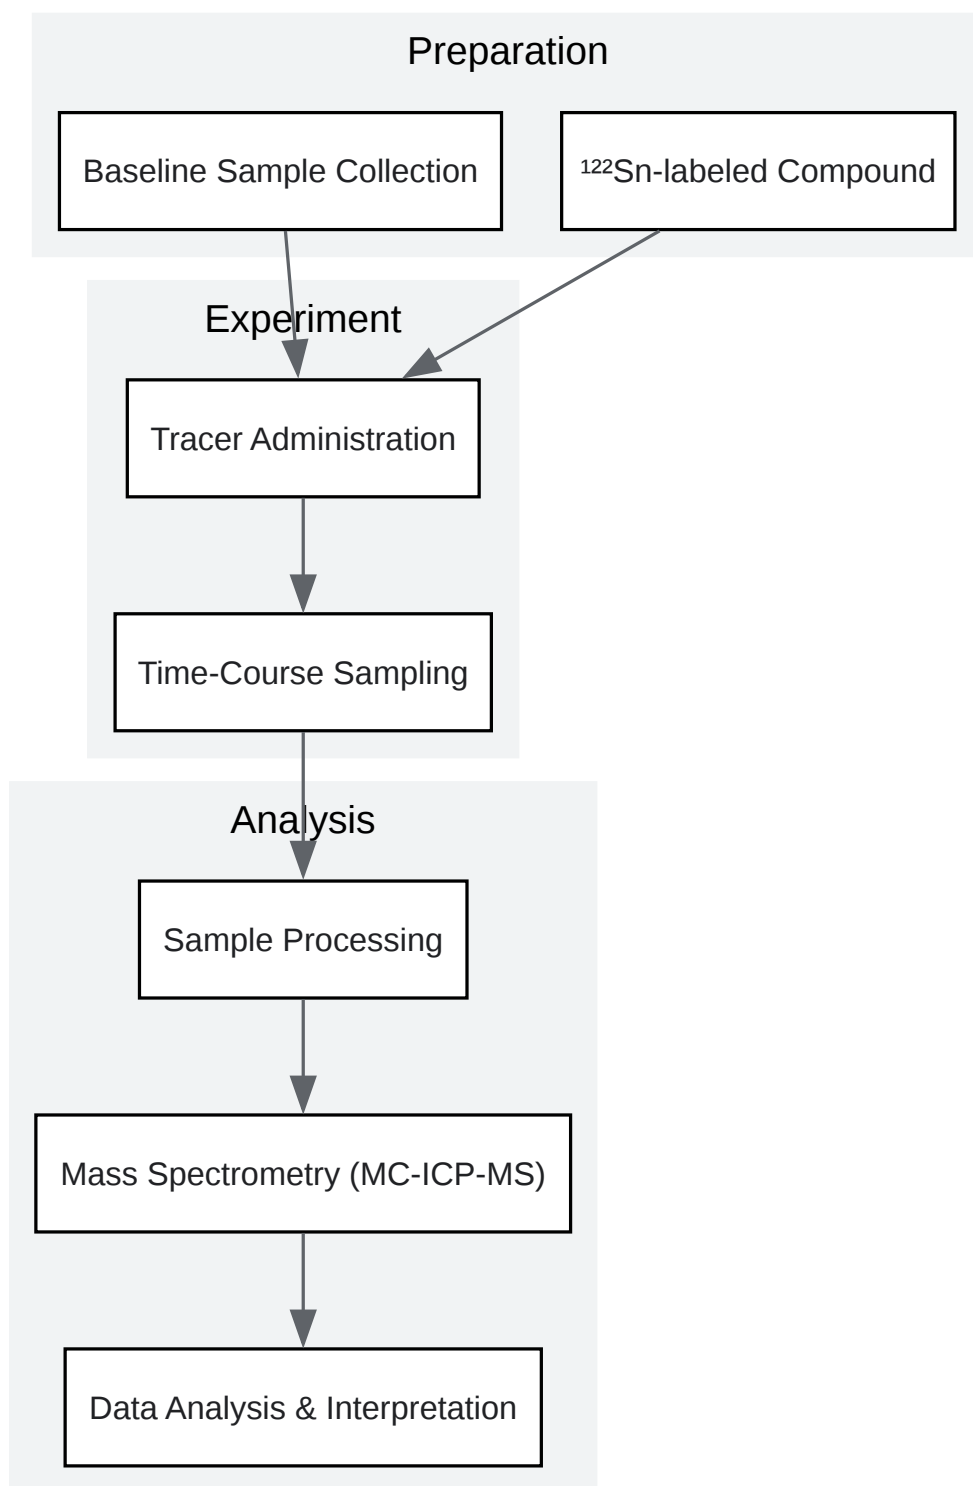 Preparation
Baseline Sample Collection
¹²²Sn-labeled Compound
Experiment
Tracer Administration
Time-Course Sampling
Analysis
Sample Processing
Mass Spectrometry (MC-ICP-MS)
Data Analysis & Interpretation